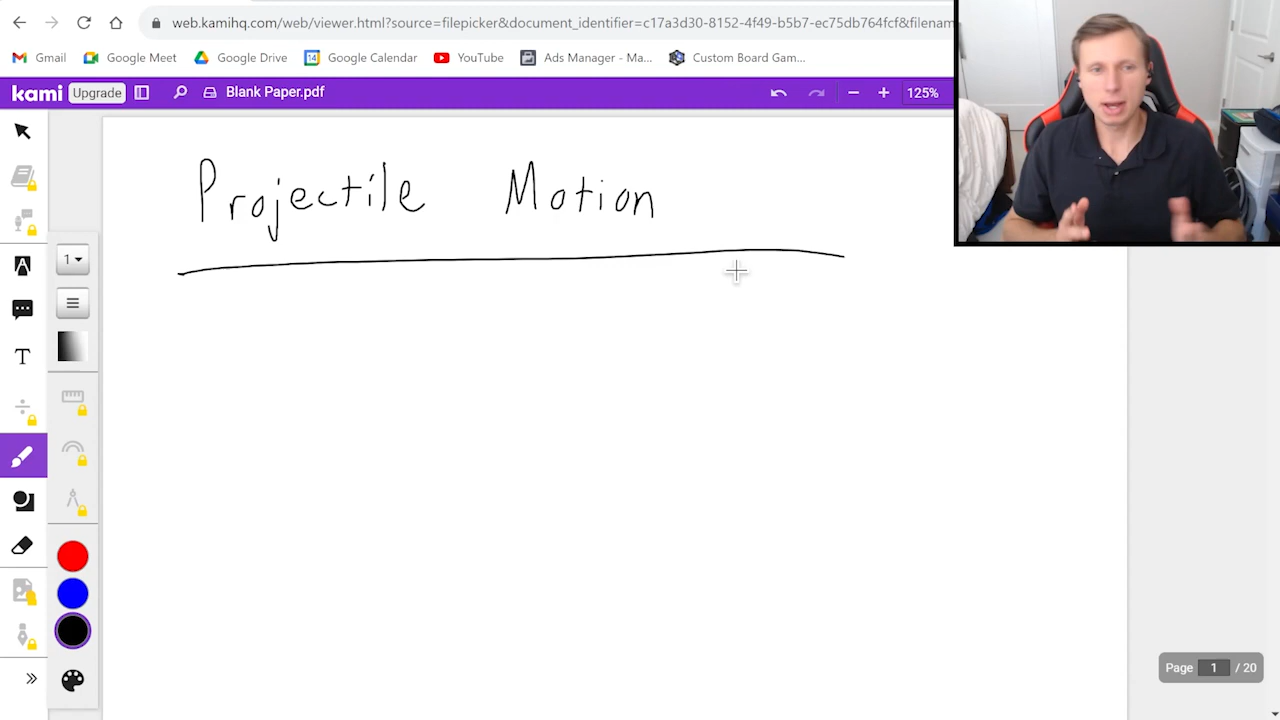 web.kamihq.com/web/viewer.html?source=filepicker&document_identifier=c17a3d30-8152-4f49-b5b7-ec75db764fcf&filenam
Gmail Google Meet Google Drive 14 Google Calendar YouTube Ads Manager - Ma... Custom Board Gam...
kami Upgrade Blank Paper.pdf 125%
Projectile Motion
1
T
Page 1 / 20